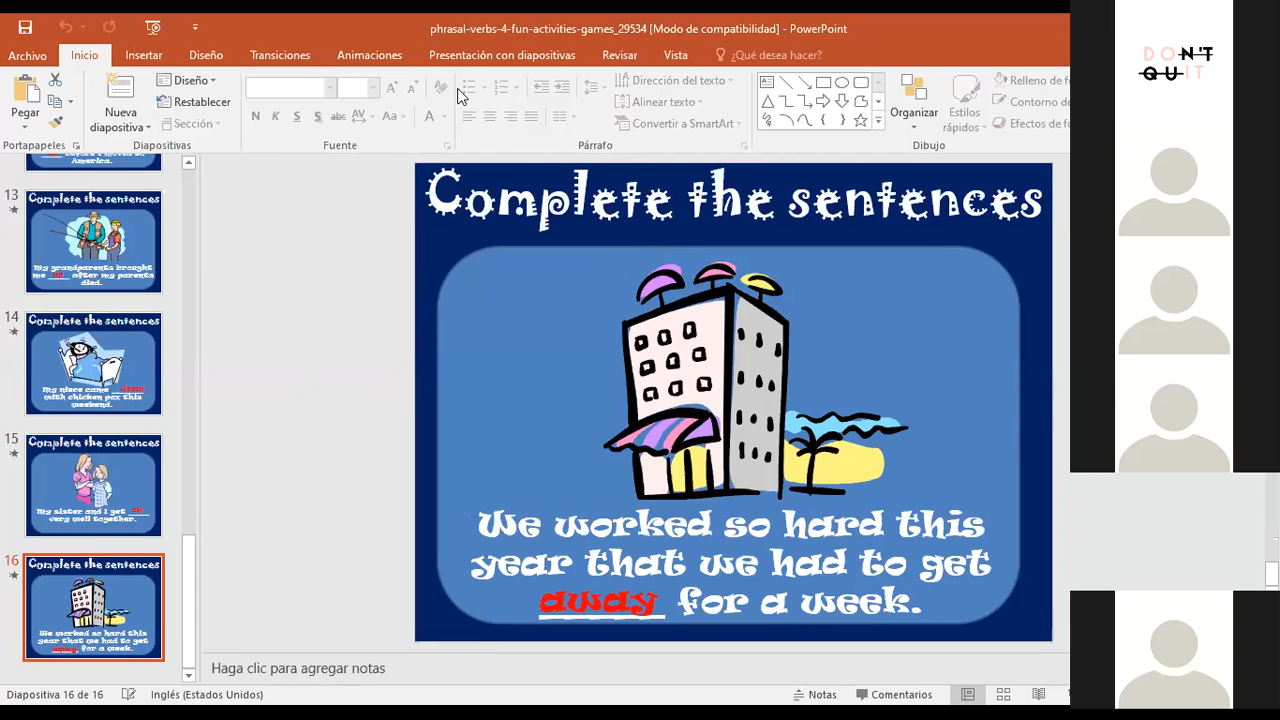 phrasal-verbs-4-fun-activities-games_29534 [Modo de compatibilidad] - PowerPoint
Archivo Inicio Insertar Diseño Transiciones Animaciones Presentación con diapositivas Revisar Vista ¿Qué desea hacer?
Pegar
Nueva
diapositiva
Diseño
Restablecer
Sección
N K S S abc AV Aa A
Dirección del texto
Alinear texto
Convertir a SmartArt
Organizar
Estilos
rápidos
Relleno de fo
Contorno de
Efectos de fo
Portapapeles Diapositivas Fuente Párrafo Dibujo
America.
13
Complete the sentences
My grandparents brought
me up after my parents
died.
14
Complete the sentences
My niece came down
with chicken pox this
weekend.
15
Complete the sentences
My sister and I get on
very well together.
16
Complete the sentences
We worked so hard this
year that we had to get
away for a week.
Complete the sentences
We worked so hard this
year that we had to get
away for a week.
Haga clic para agregar notas
Diapositiva 16 de 16 Inglés (Estados Unidos) Notas Comentarios
DON'T
QUIT